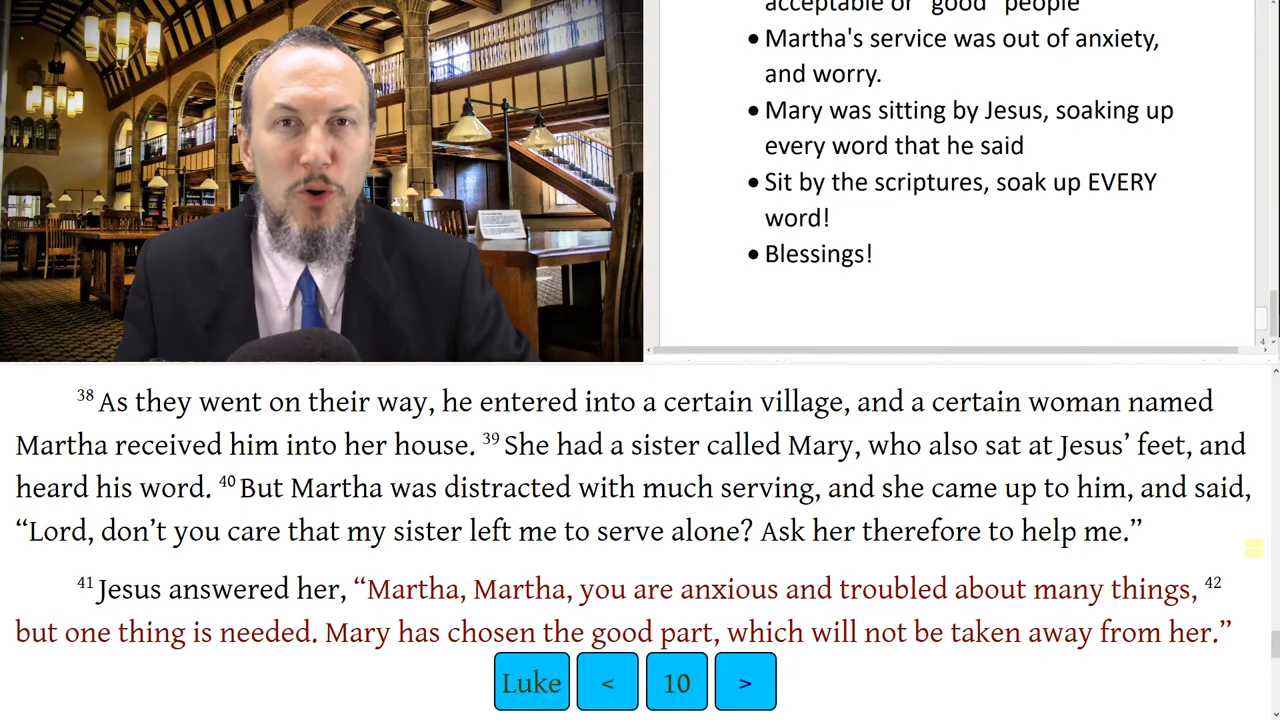 acceptable or "good" people
• Martha's service was out of anxiety,
and worry.
• Mary was sitting by Jesus, soaking up
every word that he said
• Sit by the scriptures, soak up EVERY
word!
• Blessings!
4
38 As they went on their way, he entered into a certain village, and a certain woman named
Martha received him into her house. 39 She had a sister called Mary, who also sat at Jesus’ feet, and
heard his word. 40 But Martha was distracted with much serving, and she came up to him, and said,
“Lord, don’t you care that my sister left me to serve alone? Ask her therefore to help me.”
41 Jesus answered her, “Martha, Martha, you are anxious and troubled about many things, 42
but one thing is needed. Mary has chosen the good part, which will not be taken away from her.”
Luke < 10 >